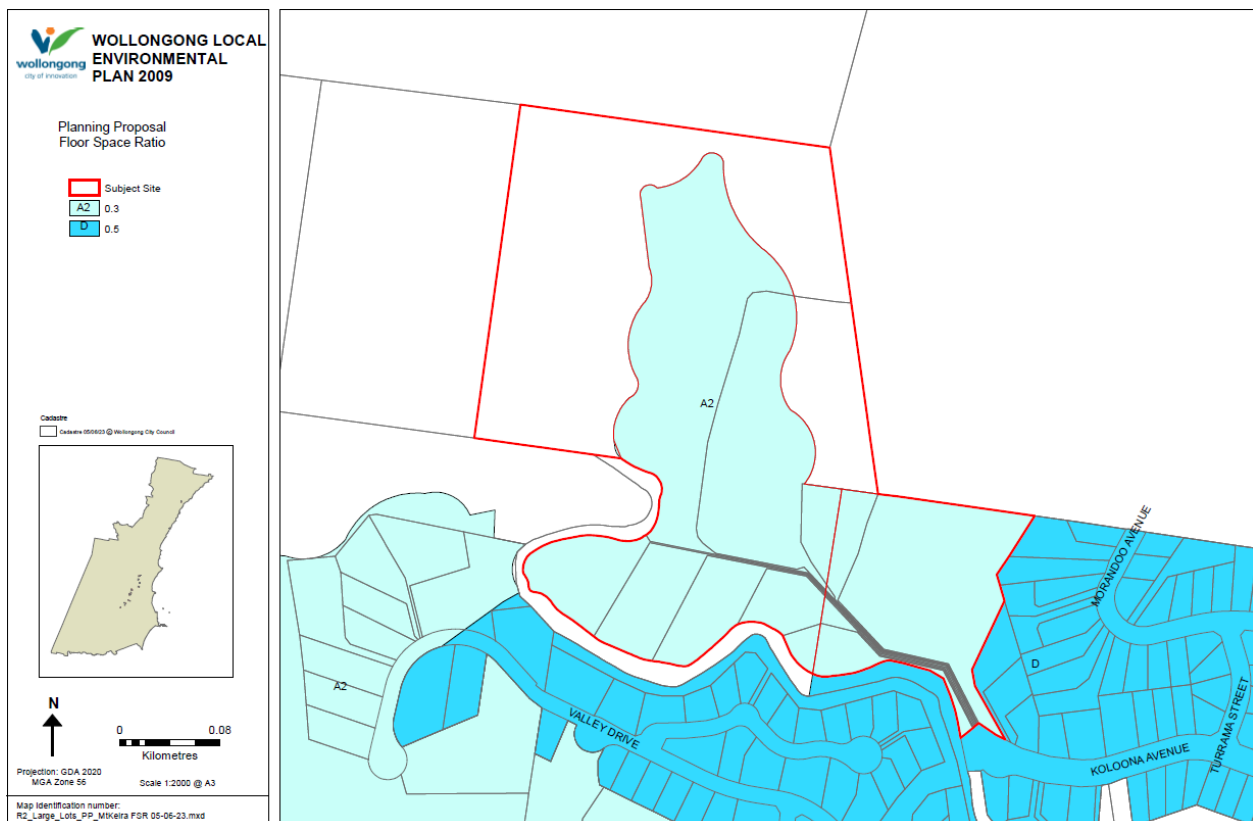 wollongong
city of innovation
WOLLONGONG LOCAL
ENVIRONMENTAL
PLAN 2009
Planning Proposal
Floor Space Ratio
Subject Site
A2 0.3
D 0.5
Cadastre
Cadastre 05/06/23 @ Wollongong City Council
N
0 0.08
Kilometres
Projection: GDA 2020
MGA Zone 56
Scale 1:2000 @ A3
Map Identification number:
R2_Large_Lots_PP_MtKeira FSR 05-06-23.mxd
A2
MORANDOO AVENUE
D
A2
VALLEY DRIVE
KOLOONA AVENUE
TURRAMA STREET